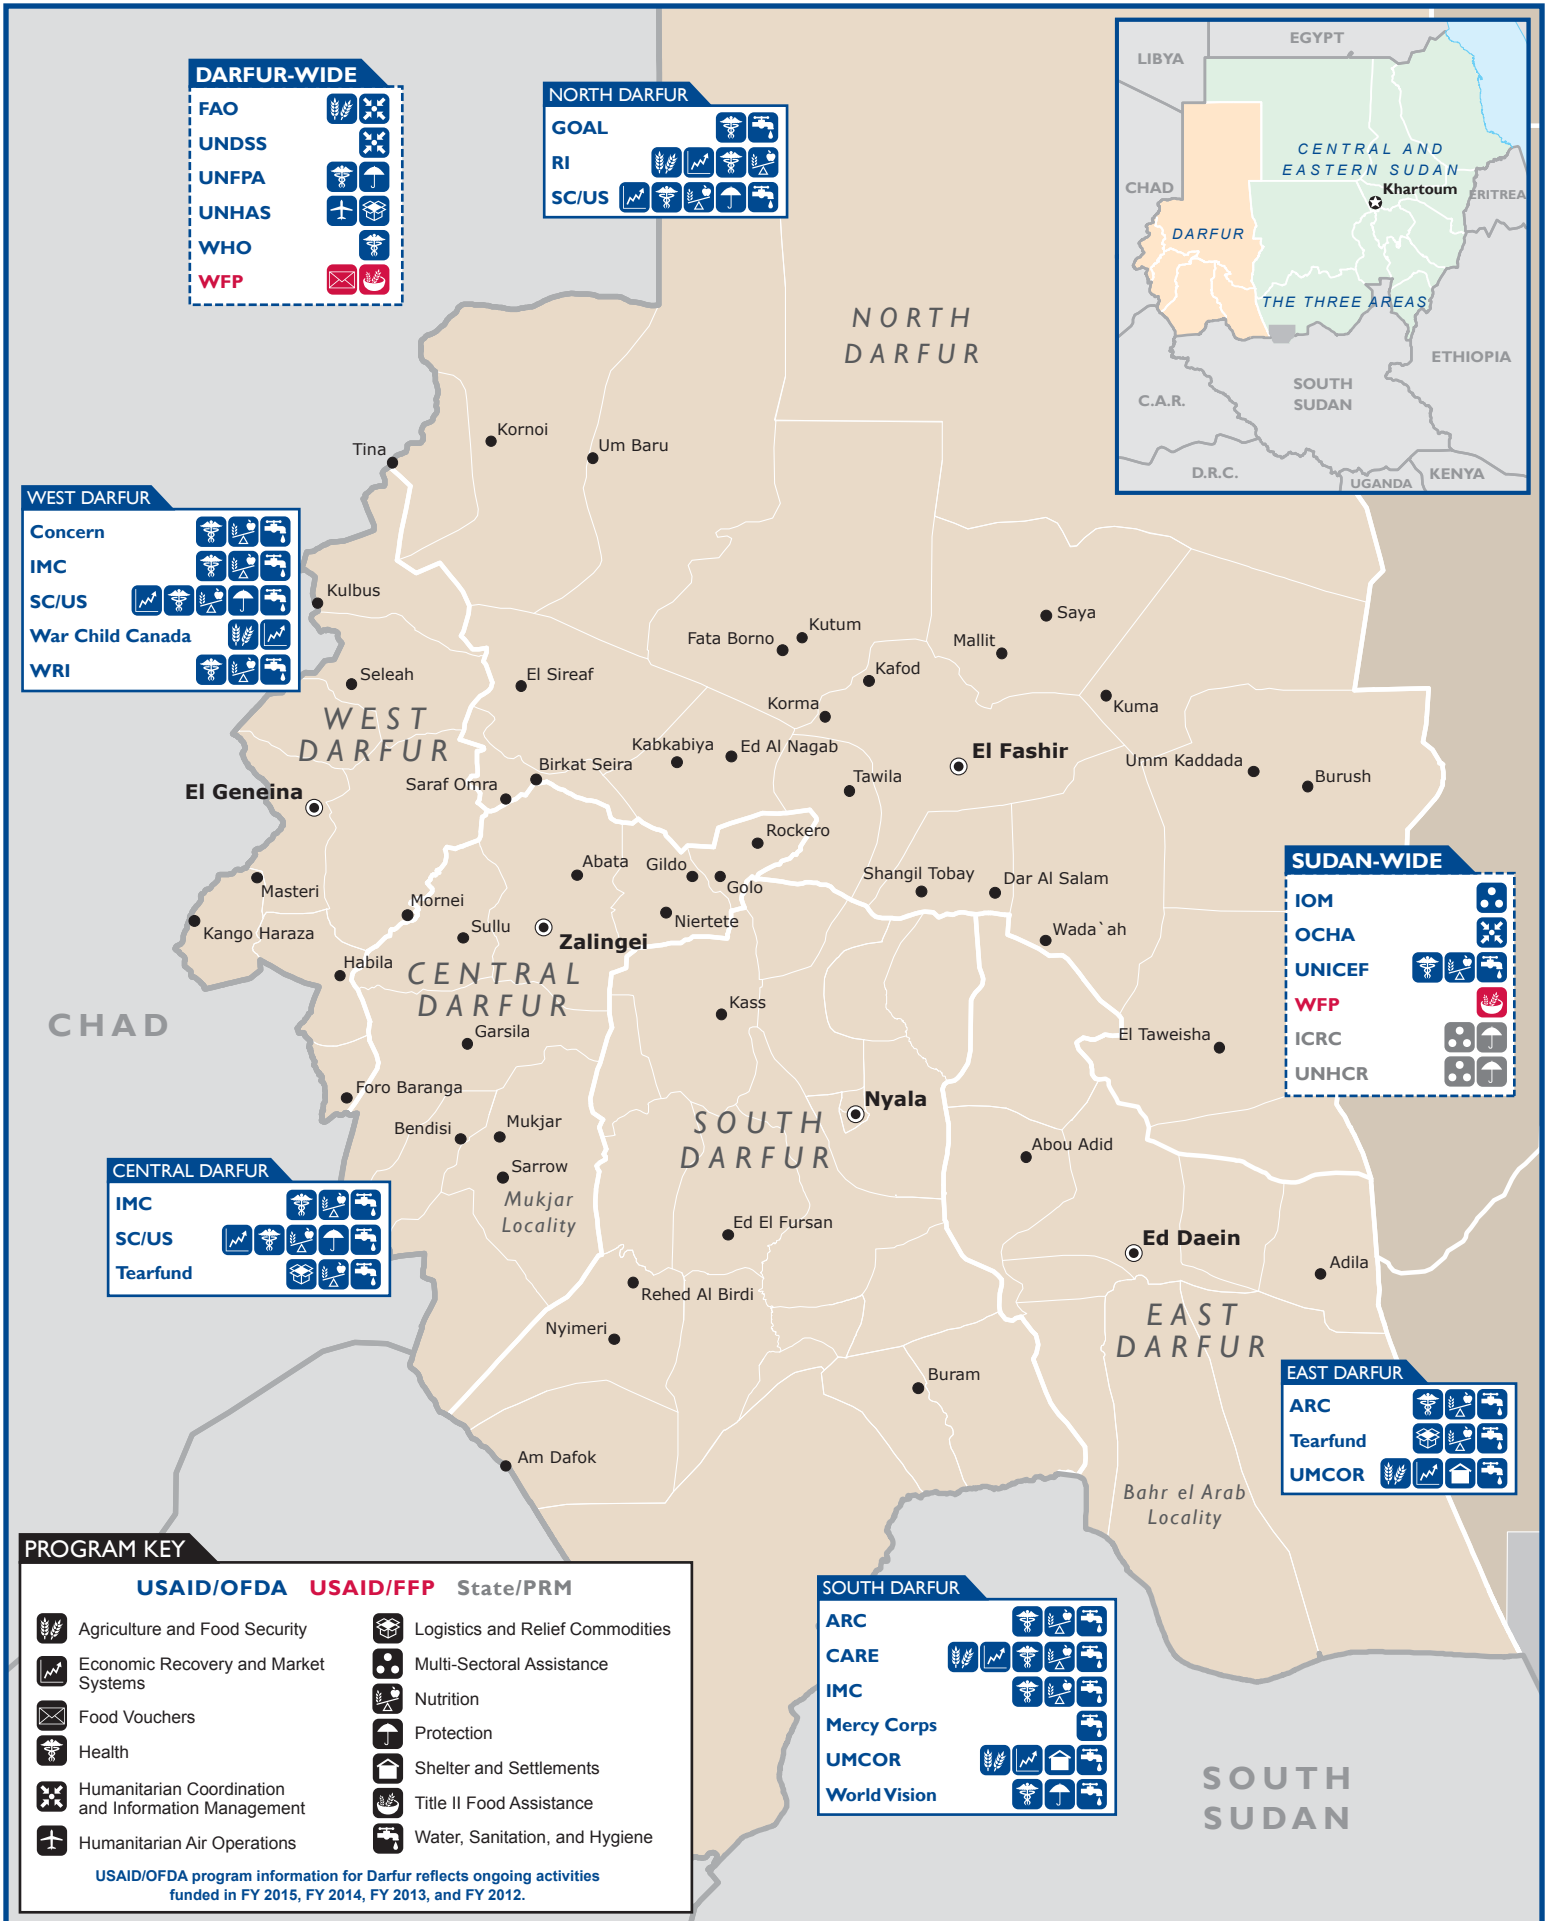 DARFUR-WIDE
FAO
UNDSS
UNFPA
UNHAS
WHO
WFP
NORTH DARFUR
GOAL
RI
SC/US
LIBYA
EGYPT
CENTRAL AND
EASTERN SUDAN
Khartoum
CHAD
ERITREA
DARFUR
THE THREE AREAS
ETHIOPIA
SOUTH
SUDAN
C.A.R.
D.R.C.
UGANDA
KENYA
NORTH
DARFUR
Kornoi
Um Baru
Tina
WEST DARFUR
Concern
IMC
SC/US
War Child Canada
WRI
Kulbus
Saya
Kutum
Fata Borno
Mallit
Seleah
El Sireaf
Kafod
Korma
Kuma
WEST
DARFUR
Kabkabiya
Ed Al Nagab
El Fashir
Umm Kaddada
Birkat Seira
Saraf Omra
Tawila
Burush
El Geneina
Rockero
Abata
Gildo
Golo
Shangil Tobay
Dar Al Salam
SUDAN-WIDE
IOM
OCHA
UNICEF
WFP
ICRC
UNHCR
Masteri
Mornei
Niertete
Kango Haraza
Sullu
Zalingei
Wada`ah
Habila
CENTRAL
DARFUR
Kass
CHAD
Garsila
El Taweisha
Foro Baranga
Nyala
Bendisi
Mukjar
SOUTH
DARFUR
Abou Adid
Sarrow
Mukjar
Locality
CENTRAL DARFUR
IMC
SC/US
Tearfund
Ed El Fursan
Ed Daein
Adila
Rehed Al Birdi
Nyimeri
EAST
DARFUR
Buram
EAST DARFUR
ARC
Tearfund
UMCOR
Am Dafok
Bahr el Arab
Locality
PROGRAM KEY
USAID/OFDA USAID/FFP State/PRM
Agriculture and Food Security
Economic Recovery and Market
Systems
Food Vouchers
Health
Humanitarian Coordination
and Information Management
Humanitarian Air Operations
Logistics and Relief Commodities
Multi-Sectoral Assistance
Nutrition
Protection
Shelter and Settlements
Title II Food Assistance
Water, Sanitation, and Hygiene
USAID/OFDA program information for Darfur reflects ongoing activities
funded in FY 2015, FY 2014, FY 2013, and FY 2012.
SOUTH DARFUR
ARC
CARE
IMC
Mercy Corps
UMCOR
World Vision
SOUTH
SUDAN